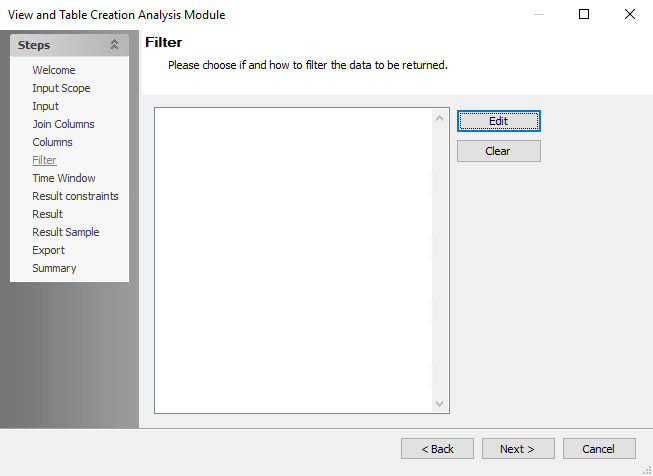 View and Table Creation Analysis Module
Steps
Welcome
Input Scope
Input
Join Columns
Columns
Filter
Time Window
Result constraints
Result
Result Sample
Export
Summary
Filter
Please choose if and how to filter the data to be returned.
Edit
Clear
< Back
Next >
Cancel